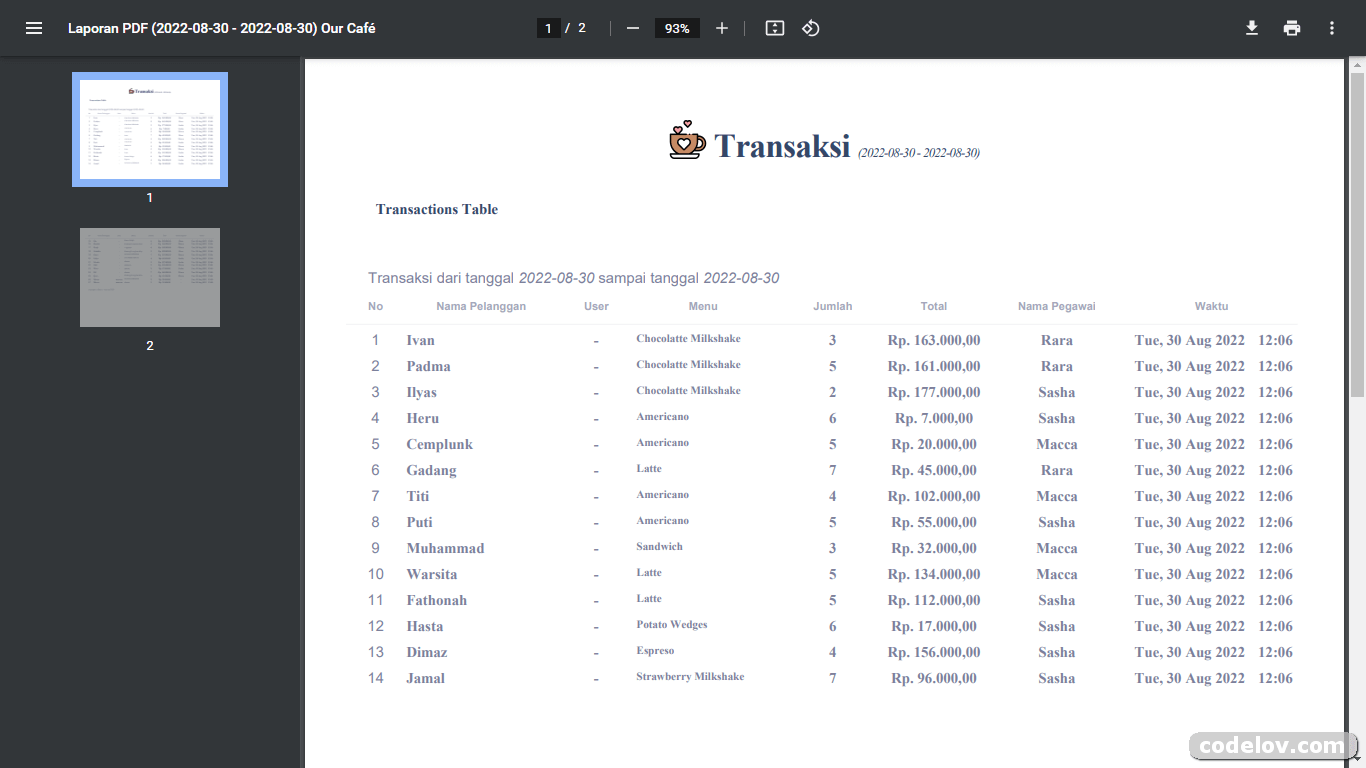 Laporan PDF (2022-08-30 - 2022-08-30) Our Café 1 / 2 93%
Transaksi (2022-08-30 - 2022-08-30)
Transactions Table
Transaksi dari tanggal 2022-08-30 sampai tanggal 2022-08-30
No Nama Pelanggan User Menu Jumlah Total Nama Pegawai Waktu
1 Ivan - Chocolatte Milkshake 3 Rp. 163.000,00 Rara Tue, 30 Aug 2022 12:06
2 Padma - Chocolatte Milkshake 5 Rp. 161.000,00 Rara Tue, 30 Aug 2022 12:06
3 Ilyas - Chocolatte Milkshake 2 Rp. 177.000,00 Sasha Tue, 30 Aug 2022 12:06
4 Heru - Americano 6 Rp. 7.000,00 Sasha Tue, 30 Aug 2022 12:06
5 Cemplunk - Americano 5 Rp. 20.000,00 Macca Tue, 30 Aug 2022 12:06
6 Gadang - Latte 7 Rp. 45.000,00 Rara Tue, 30 Aug 2022 12:06
7 Titi - Americano 4 Rp. 102.000,00 Macca Tue, 30 Aug 2022 12:06
8 Puti - Americano 5 Rp. 55.000,00 Sasha Tue, 30 Aug 2022 12:06
9 Muhammad - Sandwich 3 Rp. 32.000,00 Macca Tue, 30 Aug 2022 12:06
10 Warsita - Latte 5 Rp. 134.000,00 Macca Tue, 30 Aug 2022 12:06
11 Fathonah - Latte 5 Rp. 112.000,00 Sasha Tue, 30 Aug 2022 12:06
12 Hasta - Potato Wedges 6 Rp. 17.000,00 Sasha Tue, 30 Aug 2022 12:06
13 Dimaz - Espreso 4 Rp. 156.000,00 Sasha Tue, 30 Aug 2022 12:06
14 Jamal - Strawberry Milkshake 7 Rp. 96.000,00 Sasha Tue, 30 Aug 2022 12:06
1
2
codelov.com